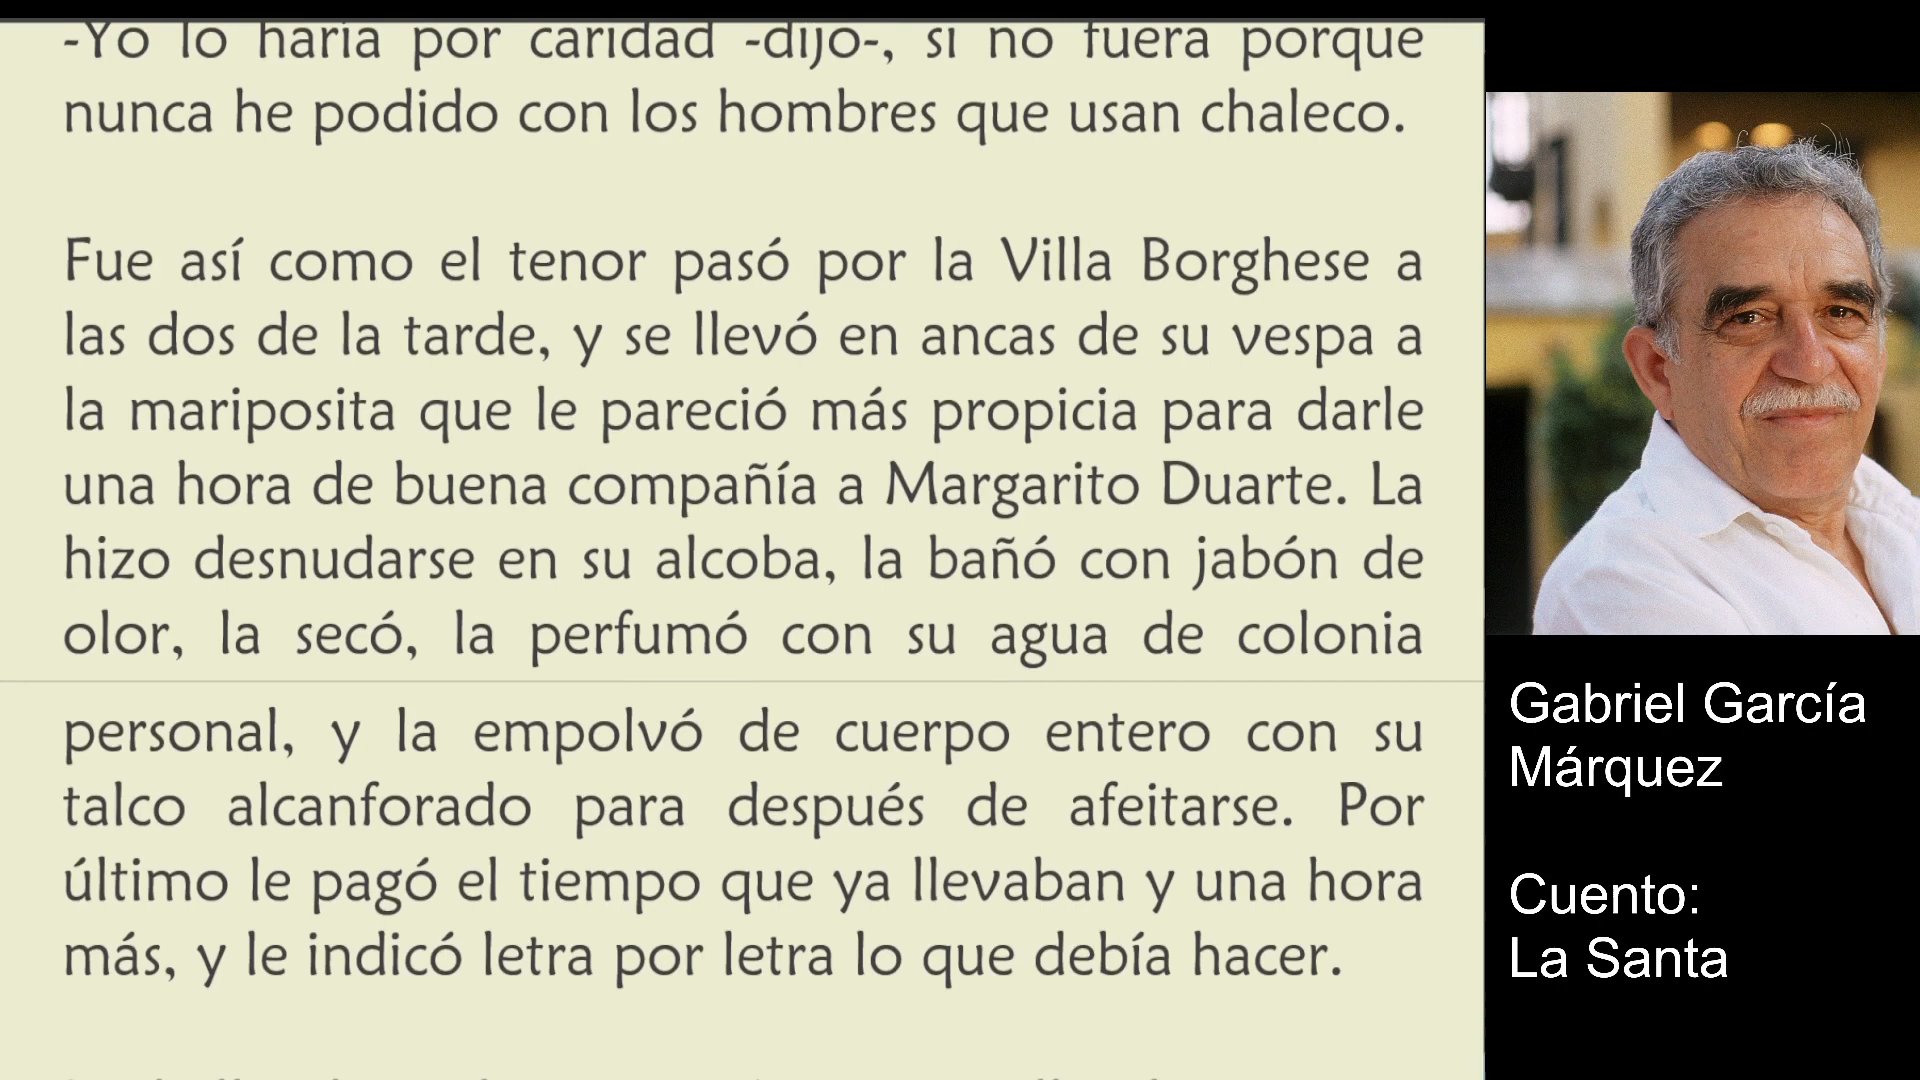 -Yo lo haría por caridad -dijo-, si no fuera porque
nunca he podido con los hombres que usan chaleco.
Fue así como el tenor pasó por la Villa Borghese a
las dos de la tarde, y se llevó en ancas de su vespa a
la mariposita que le pareció más propicia para darle
una hora de buena compañía a Margarito Duarte. La
hizo desnudarse en su alcoba, la bañó con jabón de
olor, la secó, la perfumó con su agua de colonia
personal, y la empolvó de cuerpo entero con su
talco alcanforado para después de afeitarse. Por
último le pagó el tiempo que ya llevaban y una hora
más, y le indicó letra por letra lo que debía hacer.
Gabriel García
Márquez
Cuento:
La Santa